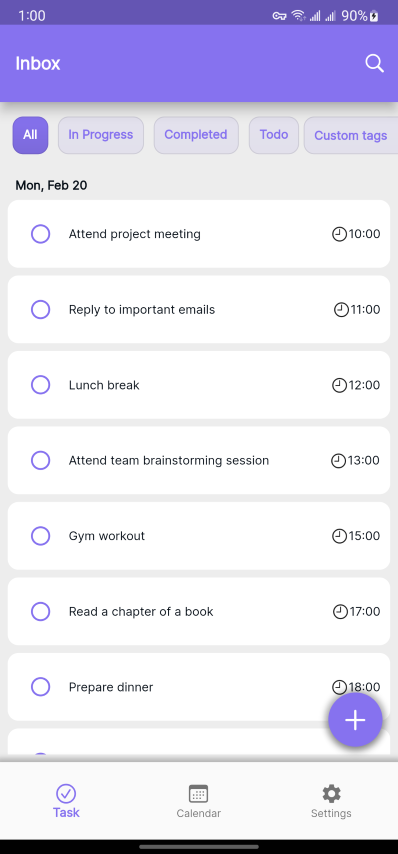 1:00 90%
Inbox
All In Progress Completed Todo Custom tags
Mon, Feb 20
Attend project meeting 10:00
Reply to important emails 11:00
Lunch break 12:00
Attend team brainstorming session 13:00
Gym workout 15:00
Read a chapter of a book 17:00
Prepare dinner 18:00
Task Calendar Settings